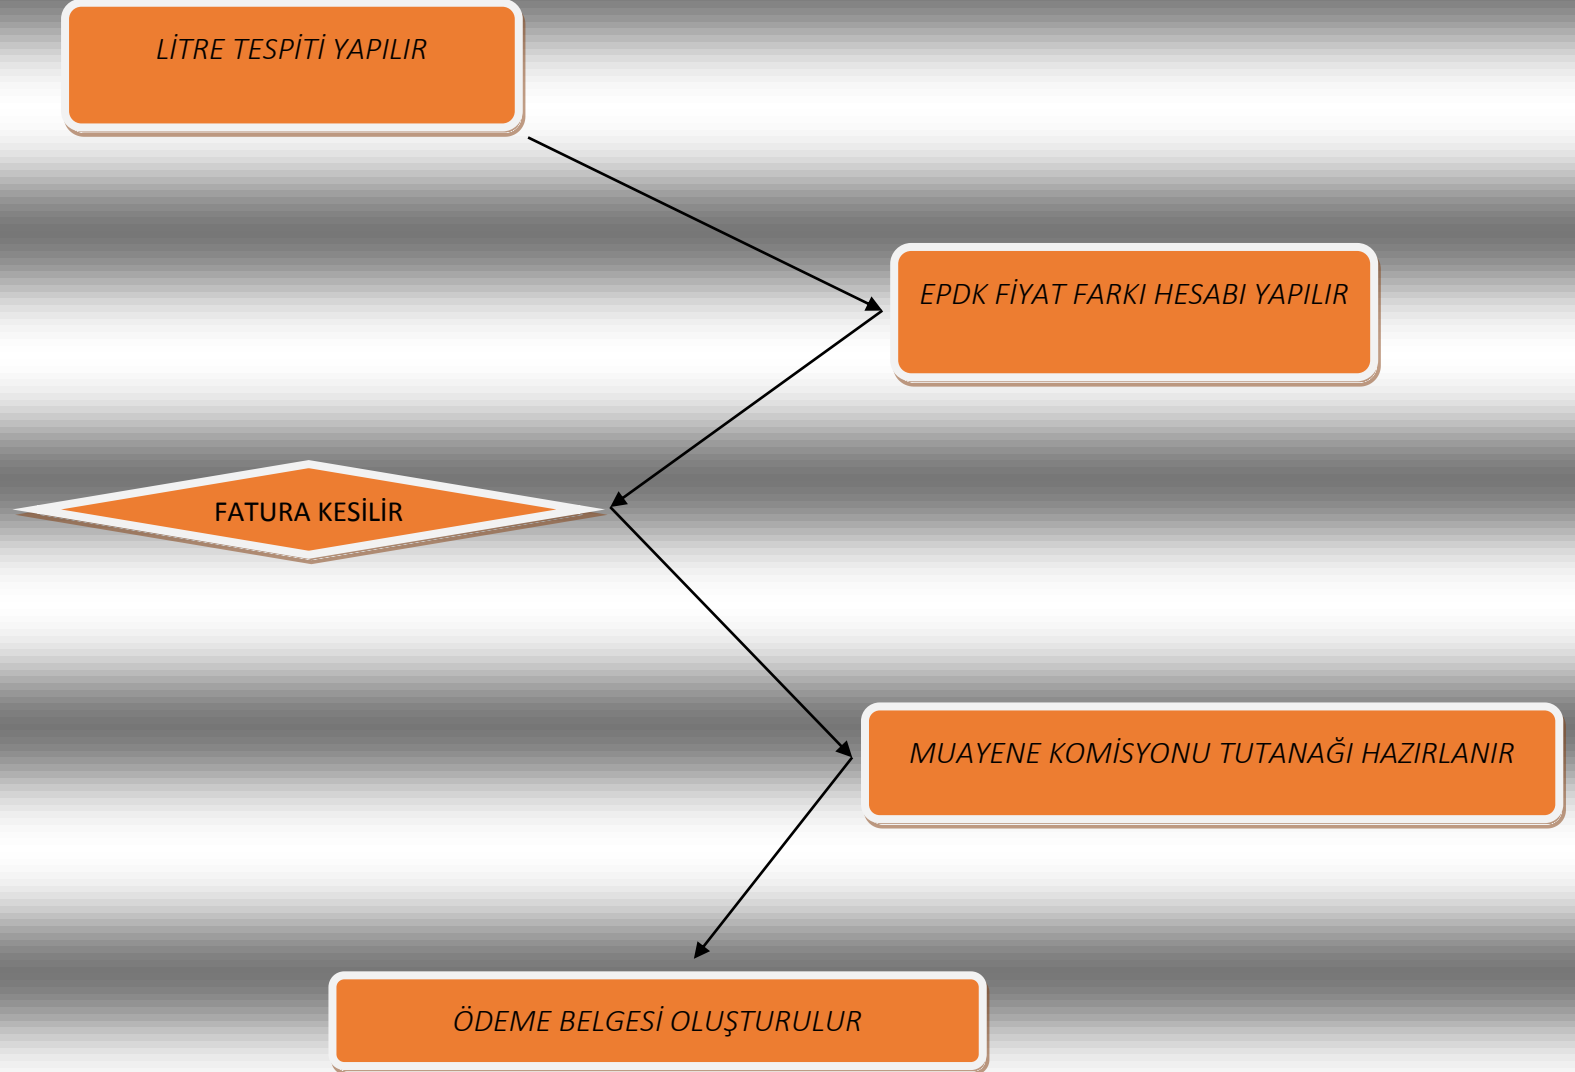 LİTRE TESPİTİ YAPILIR
EPDK FİYAT FARKI HESABI YAPILIR
FATURA KESİLİR
MUAYENE KOMİSYONU TUTANAĞI HAZIRLANIR
ÖDEME BELGESİ OLUŞTURULUR